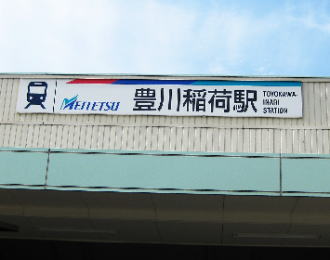 MEITETSU
豊川稲荷駅
TOYOKAWA-
INARI
STATION